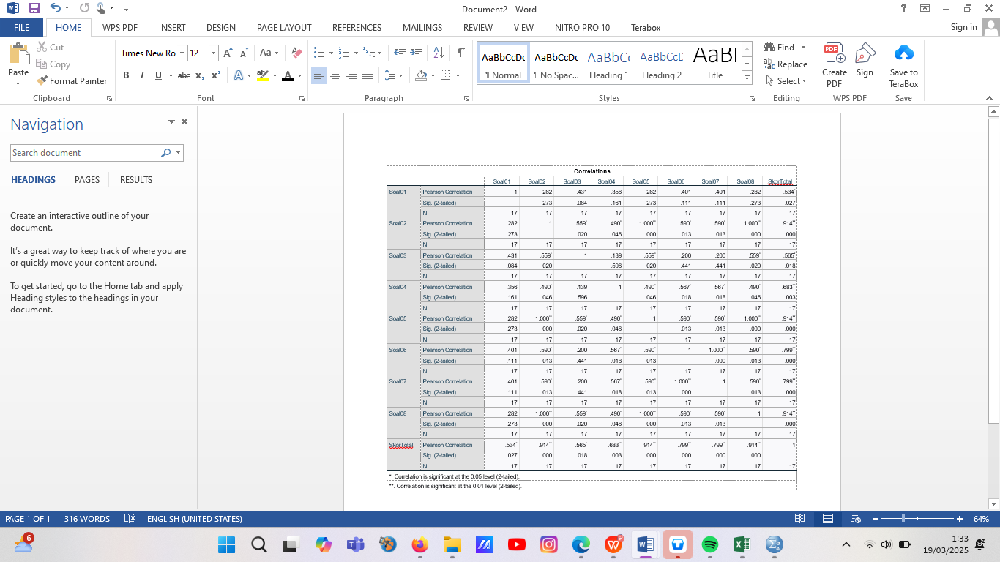 Document2 - Word
FILE HOME WPS PDF INSERT DESIGN PAGE LAYOUT REFERENCES MAILINGS REVIEW VIEW NITRO PRO 10 Terabox Sign in
Paste
Cut
Copy
Format Painter
Clipboard
Times New Ro 12
Font
Paragraph
AaBbCcDc AaBbCcDc AaBbCc AaBbCcD AaBb
¶ Normal ¶ No Spac... Heading 1 Heading 2 Title
Styles
Find
Replace
Select
Editing
Create PDF
Sign
WPS PDF
Save to TeraBox
Save
Navigation
Search document
HEADINGS PAGES RESULTS
Create an interactive outline of your
document.
It's a great way to keep track of where you are
or quickly move your content around.
To get started, go to the Home tab and apply
Heading styles to the headings in your
document.
Correlations
Soal01 Soal02 Soal03 Soal04 Soal05 Soal06 Soal07 Soal08 SkorTotal
Soal01 Pearson Correlation 1 .282 .431 .356 .282 .401 .401 .282 .534*
Sig. (2-tailed) .273 .084 .161 .273 .111 .111 .273 .027
N 17 17 17 17 17 17 17 17 17
Soal02 Pearson Correlation .282 1 .559* .490* 1.000** .590* .590* 1.000** .914**
Sig. (2-tailed) .273 .020 .046 .000 .013 .013 .000 .000
N 17 17 17 17 17 17 17 17 17
Soal03 Pearson Correlation .431 .559* 1 .139 .559* .200 .200 .559* .565*
Sig. (2-tailed) .084 .020 .596 .020 .441 .441 .020 .018
N 17 17 17 17 17 17 17 17 17
Soal04 Pearson Correlation .356 .490* .139 1 .490* .567* .567* .490* .683**
Sig. (2-tailed) .161 .046 .596 .046 .018 .018 .046 .003
N 17 17 17 17 17 17 17 17 17
Soal05 Pearson Correlation .282 1.000** .559* .490* 1 .590* .590* 1.000** .914**
Sig. (2-tailed) .273 .000 .020 .046 .013 .013 .000 .000
N 17 17 17 17 17 17 17 17 17
Soal06 Pearson Correlation .401 .590* .200 .567* .590* 1 1.000** .590* .799**
Sig. (2-tailed) .111 .013 .441 .018 .013 .000 .013 .000
N 17 17 17 17 17 17 17 17 17
Soal07 Pearson Correlation .401 .590* .200 .567* .590* 1.000** 1 .590* .799**
Sig. (2-tailed) .111 .013 .441 .018 .013 .000 .013 .000
N 17 17 17 17 17 17 17 17 17
Soal08 Pearson Correlation .282 1.000** .559* .490* 1.000** .590* .590* 1 .914**
Sig. (2-tailed) .273 .000 .020 .046 .000 .013 .013 .000
N 17 17 17 17 17 17 17 17 17
SkorTotal Pearson Correlation .534* .914** .565* .683** .914** .799** .799** .914** 1
Sig. (2-tailed) .027 .000 .018 .003 .000 .000 .000 .000
N 17 17 17 17 17 17 17 17 17
*. Correlation is significant at the 0.05 level (2-tailed).
**. Correlation is significant at the 0.01 level (2-tailed).
PAGE 1 OF 1 316 WORDS ENGLISH (UNITED STATES) 64%
6
1:33
19/03/2025